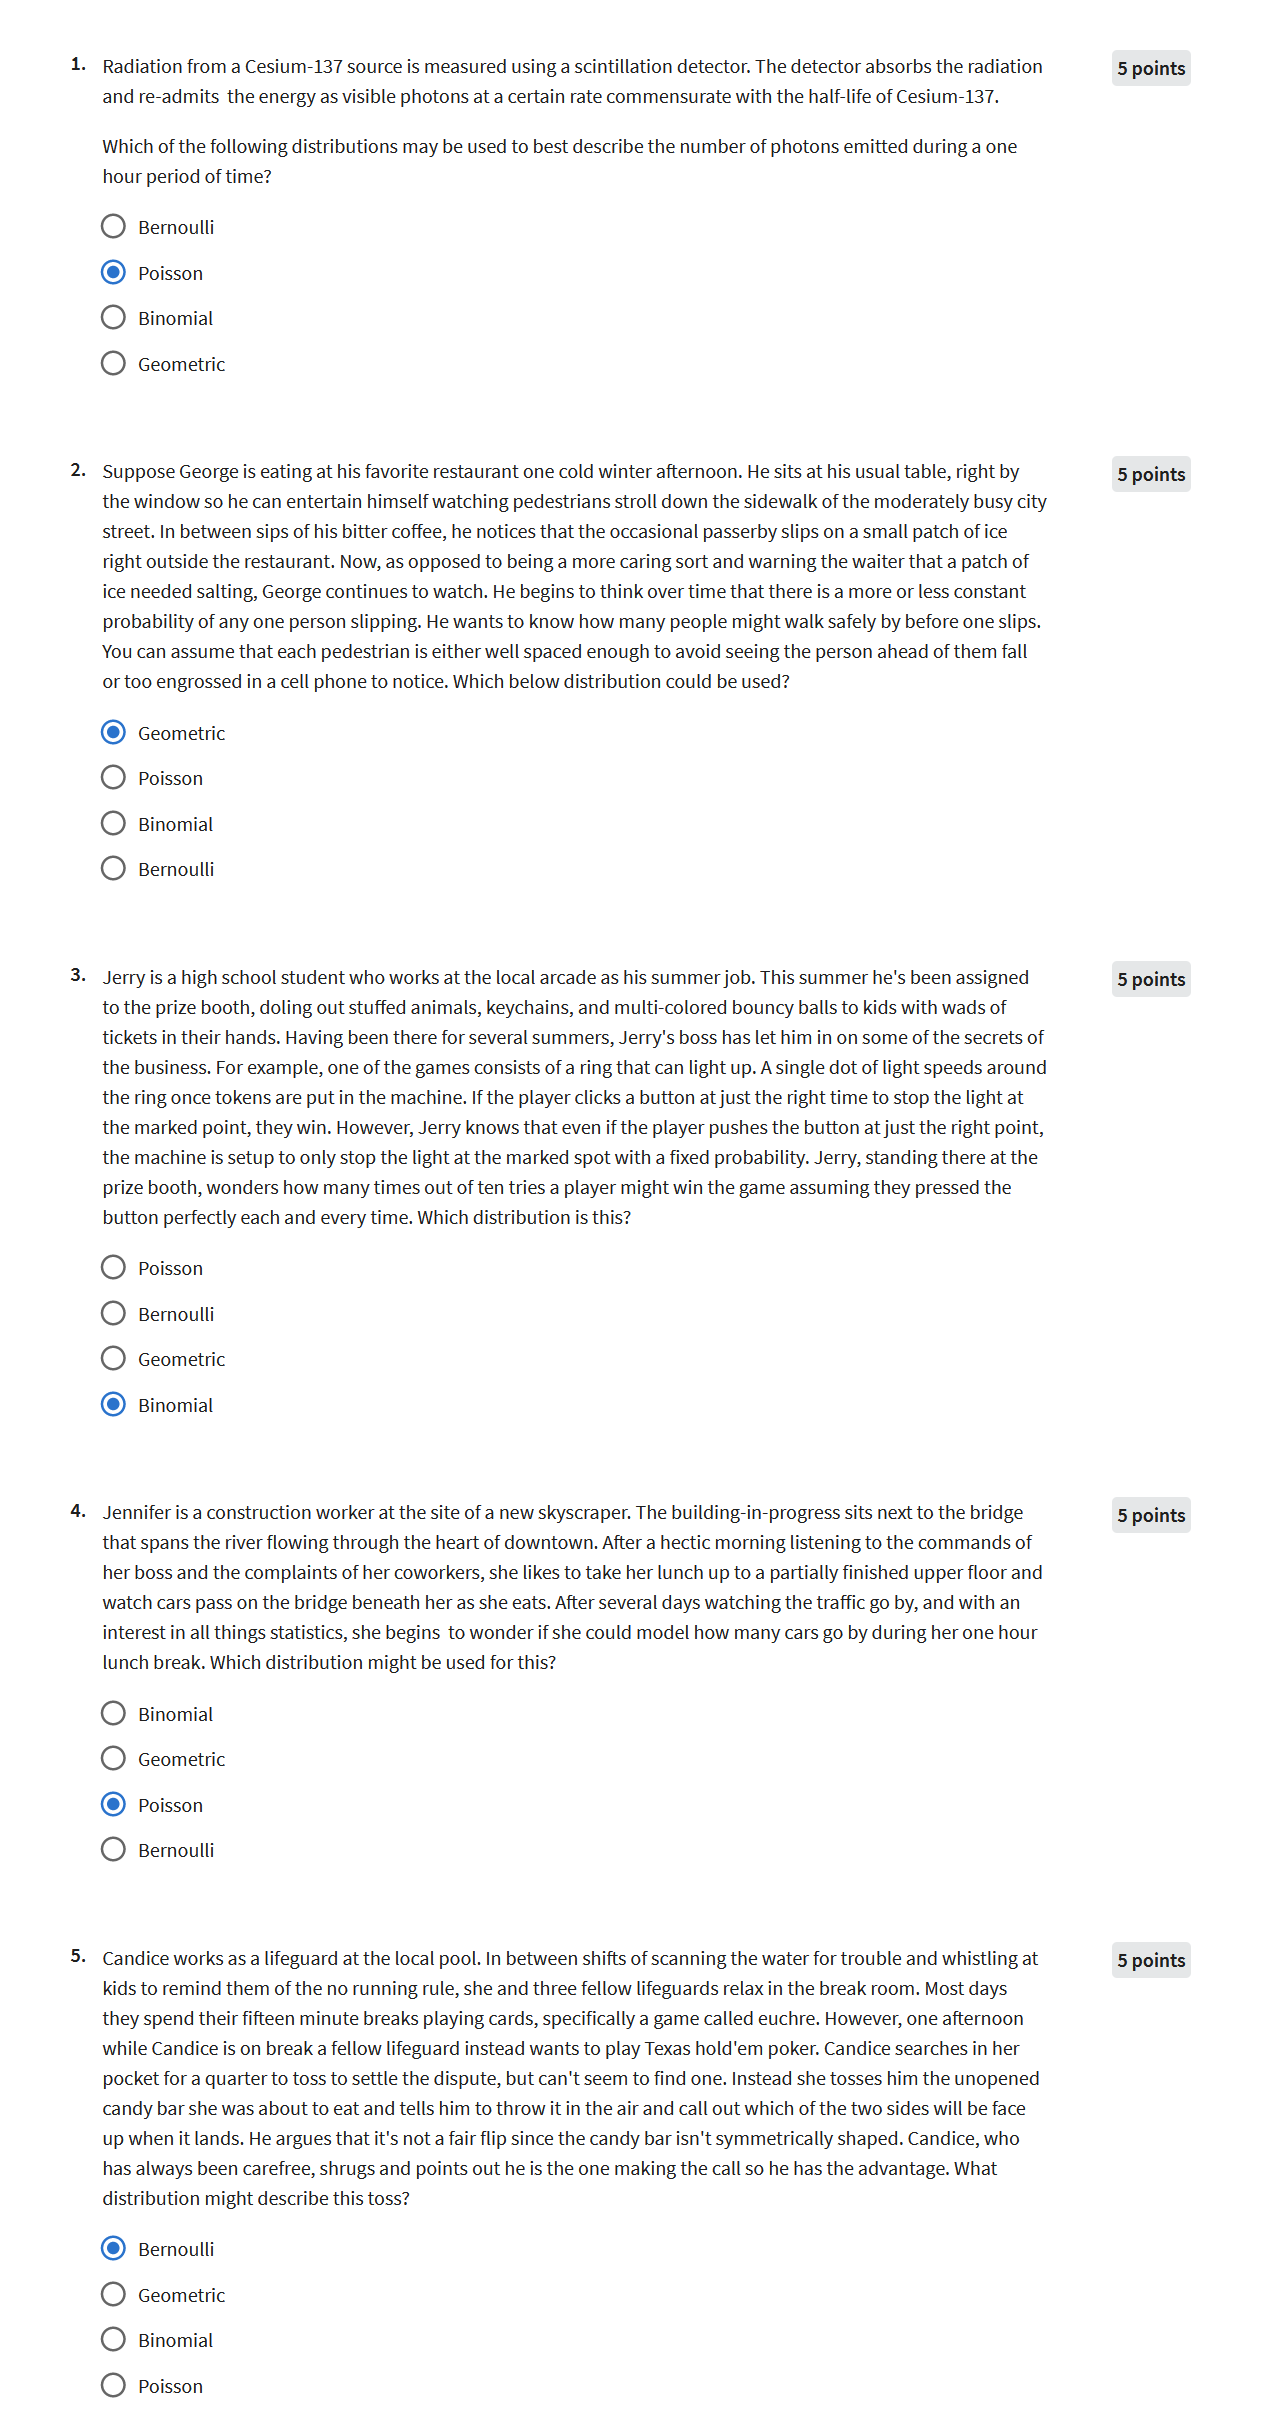 1. Radiation from a Cesium-137 source is measured using a scintillation detector. The detector absorbs the radiation
5 points
and re-admits the energy as visible photons at a certain rate commensurate with the half-life of Cesium-137.
Which of the following distributions may be used to best describe the number of photons emitted during a one
hour period of time?
Bernoulli
Poisson
Binomial
Geometric
2. Suppose George is eating at his favorite restaurant one cold winter afternoon. He sits at his usual table, right by
5 points
the window so he can entertain himself watching pedestrians stroll down the sidewalk of the moderately busy city
street. In between sips of his bitter coffee, he notices that the occasional passerby slips on a small patch of ice
right outside the restaurant. Now, as opposed to being a more caring sort and warning the waiter that a patch of
ice needed salting, George continues to watch. He begins to think over time that there is a more or less constant
probability of any one person slipping. He wants to know how many people might walk safely by before one slips.
You can assume that each pedestrian is either well spaced enough to avoid seeing the person ahead of them fall
or too engrossed in a cell phone to notice. Which below distribution could be used?
Geometric
Poisson
Binomial
Bernoulli
3. Jerry is a high school student who works at the local arcade as his summer job. This summer he's been assigned
5 points
to the prize booth, doling out stuffed animals, keychains, and multi-colored bouncy balls to kids with wads of
tickets in their hands. Having been there for several summers, Jerry's boss has let him in on some of the secrets of
the business. For example, one of the games consists of a ring that can light up. A single dot of light speeds around
the ring once tokens are put in the machine. If the player clicks a button at just the right time to stop the light at
the marked point, they win. However, Jerry knows that even if the player pushes the button at just the right point,
the machine is setup to only stop the light at the marked spot with a fixed probability. Jerry, standing there at the
prize booth, wonders how many times out of ten tries a player might win the game assuming they pressed the
button perfectly each and every time. Which distribution is this?
Poisson
Bernoulli
Geometric
Binomial
4. Jennifer is a construction worker at the site of a new skyscraper. The building-in-progress sits next to the bridge
5 points
that spans the river flowing through the heart of downtown. After a hectic morning listening to the commands of
her boss and the complaints of her coworkers, she likes to take her lunch up to a partially finished upper floor and
watch cars pass on the bridge beneath her as she eats. After several days watching the traffic go by, and with an
interest in all things statistics, she begins to wonder if she could model how many cars go by during her one hour
lunch break. Which distribution might be used for this?
Binomial
Geometric
Poisson
Bernoulli
5. Candice works as a lifeguard at the local pool. In between shifts of scanning the water for trouble and whistling at
5 points
kids to remind them of the no running rule, she and three fellow lifeguards relax in the break room. Most days
they spend their fifteen minute breaks playing cards, specifically a game called euchre. However, one afternoon
while Candice is on break a fellow lifeguard instead wants to play Texas hold'em poker. Candice searches in her
pocket for a quarter to toss to settle the dispute, but can't seem to find one. Instead she tosses him the unopened
candy bar she was about to eat and tells him to throw it in the air and call out which of the two sides will be face
up when it lands. He argues that it's not a fair flip since the candy bar isn't symmetrically shaped. Candice, who
has always been carefree, shrugs and points out he is the one making the call so he has the advantage. What
distribution might describe this toss?
Bernoulli
Geometric
Binomial
Poisson